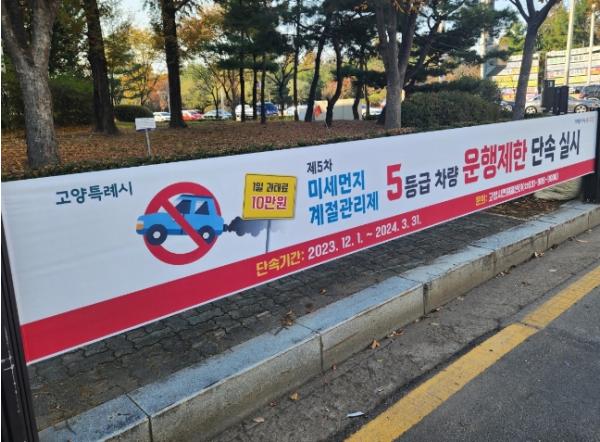 고양특례시
1일 과태료
10만원
제5차
미세먼지
계절관리제
5등급 차량 운행제한 단속 실시
단속기간: 2023. 12. 1. ~ 2024. 3. 31.
문의: